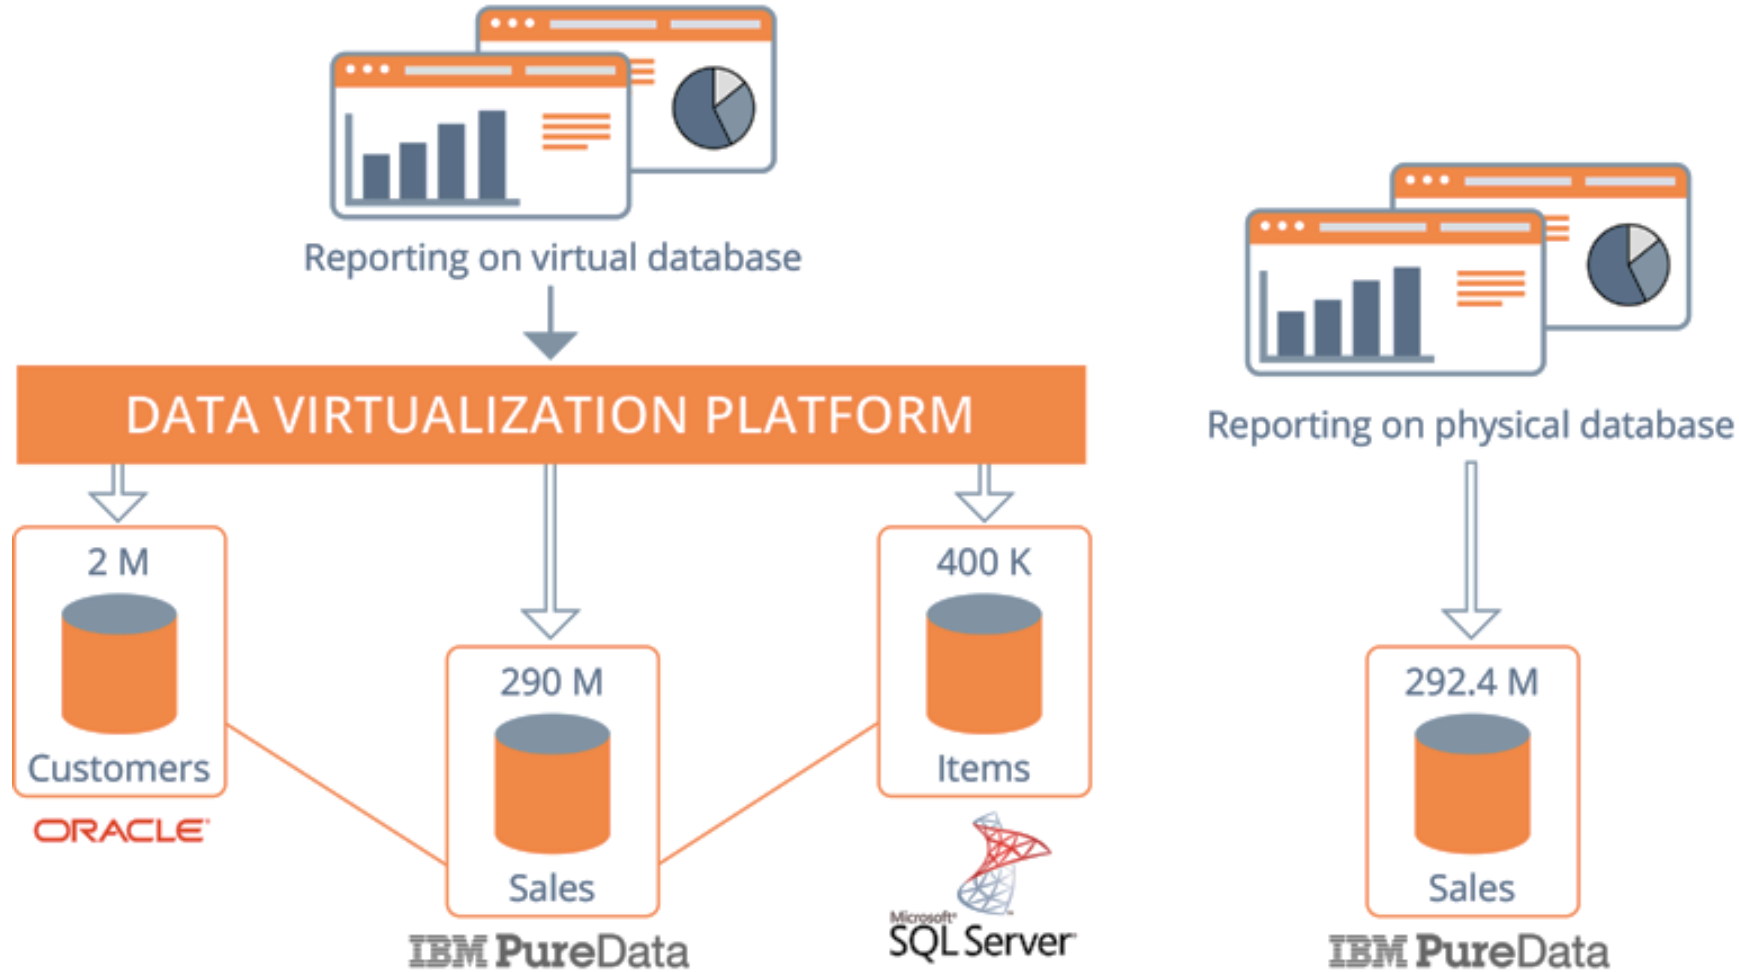 Reporting on virtual database
DATA VIRTUALIZATION PLATFORM
2 M
Customers
ORACLE
290 M
Sales
IBM PureData
400 K
Items
Microsoft
SQL Server
Reporting on physical database
292.4 M
Sales
IBM PureData